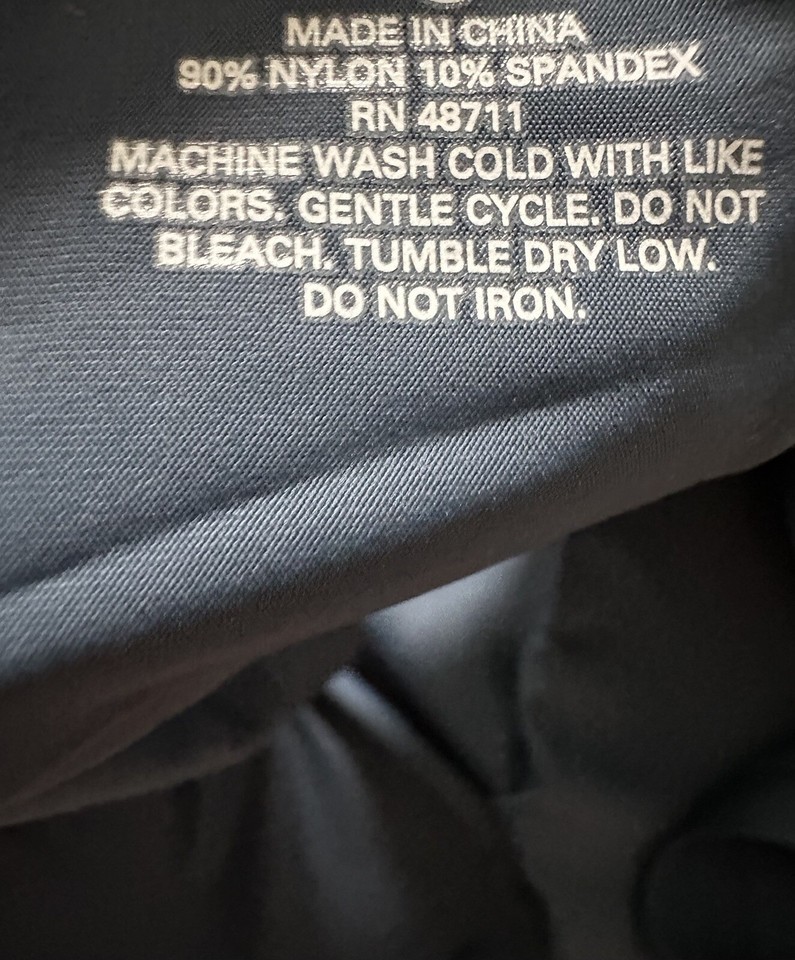 MADE IN CHINA
90% NYLON 10% SPANDEX
RN 48711
MACHINE WASH COLD WITH LIKE
COLORS. GENTLE CYCLE. DO NOT
BLEACH. TUMBLE DRY LOW.
DO NOT IRON.